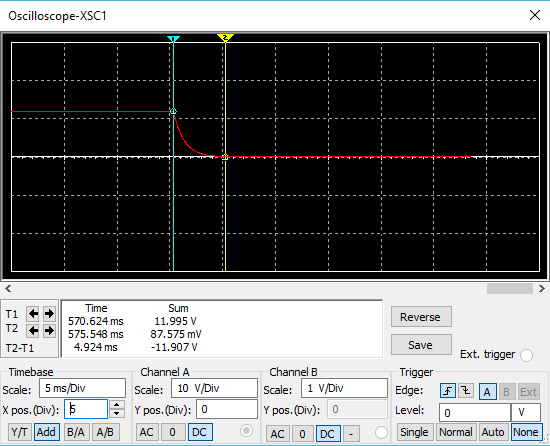 Oscilloscope-XSC1
1 2
Time Sum
T1 570.624 ms 11.995 V
T2 575.548 ms 87.575 mV
T2-T1 4.924 ms -11.907 V
Reverse
Save
Ext. trigger
Timebase Channel A Channel B Trigger
Scale: 5 ms/Div Scale: 10 V/Div Scale: 1 V/Div Edge: A B Ext
X pos.(Div): 5 Y pos.(Div): 0 Y pos.(Div): 0 Level: 0 V
Y/T Add B/A A/B AC 0 DC AC 0 DC - Single Normal Auto None